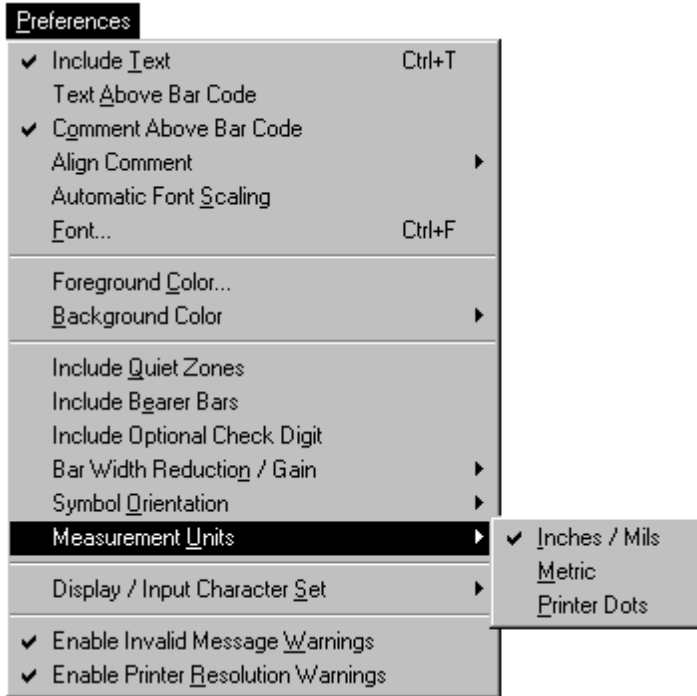 Preferences
Include Text Ctrl+T
Text Above Bar Code
Comment Above Bar Code
Align Comment
Automatic Font Scaling
Font... Ctrl+F
Foreground Color...
Background Color
Include Quiet Zones
Include Bearer Bars
Include Optional Check Digit
Bar Width Reduction / Gain
Symbol Orientation
Measurement Units
Inches / Mils
Metric
Printer Dots
Display / Input Character Set
Enable Invalid Message Warnings
Enable Printer Resolution Warnings